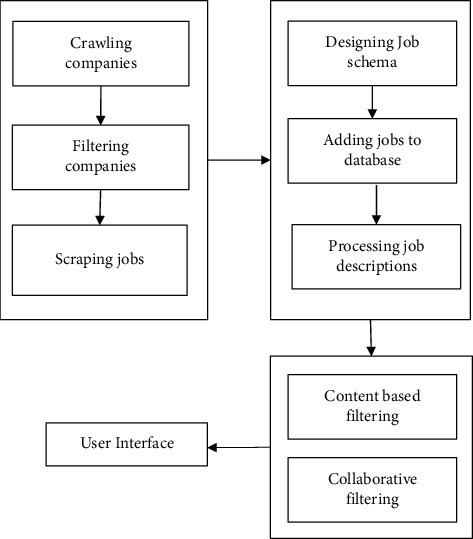 Crawling
companies
Filtering
companies
Scraping jobs
Designing Job
schema
Adding jobs to
database
Processing job
descriptions
Content based
filtering
Collaborative
filtering
User Interface